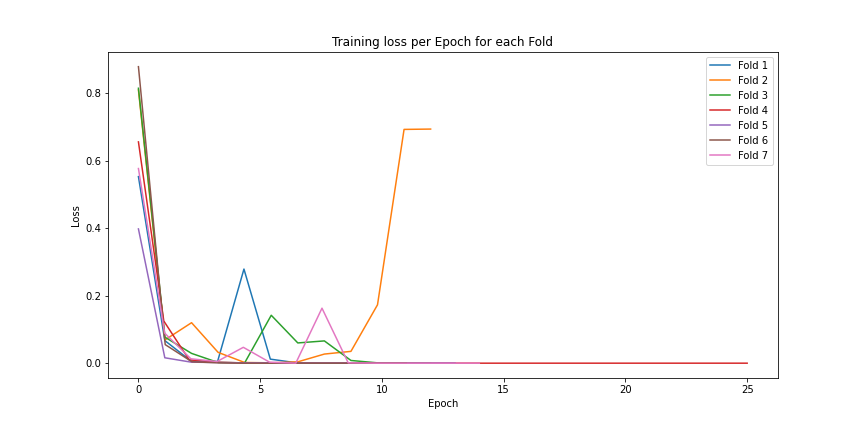 Training loss per Epoch for each Fold
Loss
0.8
0.6
0.4
0.2
0.0
0
5
10
15
20
25
Epoch
Fold 1
Fold 2
Fold 3
Fold 4
Fold 5
Fold 6
Fold 7